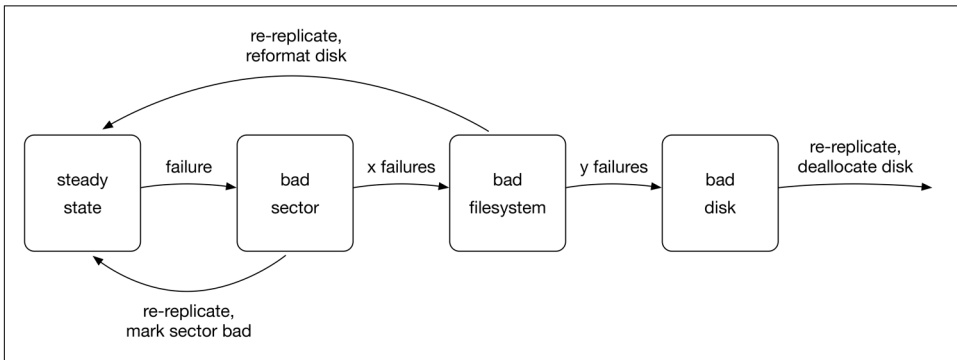 re-replicate,
reformat disk
steady
state
failure
bad
sector
x failures
bad
filesystem
y failures
bad
disk
re-replicate,
deallocate disk
re-replicate,
mark sector bad